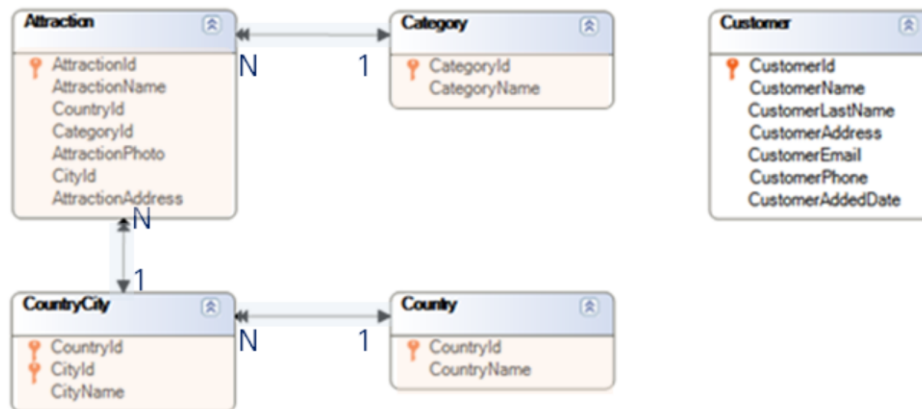 Attraction
AttractionId
AttractionName
CountryId
CategoryId
AttractionPhoto
CityId
AttractionAddress
N
1
Category
CategoryId
CategoryName
Customer
CustomerId
CustomerName
CustomerLastName
CustomerAddress
CustomerEmail
CustomerPhone
CustomerAddedDate
N
1
CountryCity
CountryId
CityId
CityName
N
1
Country
CountryId
CountryName